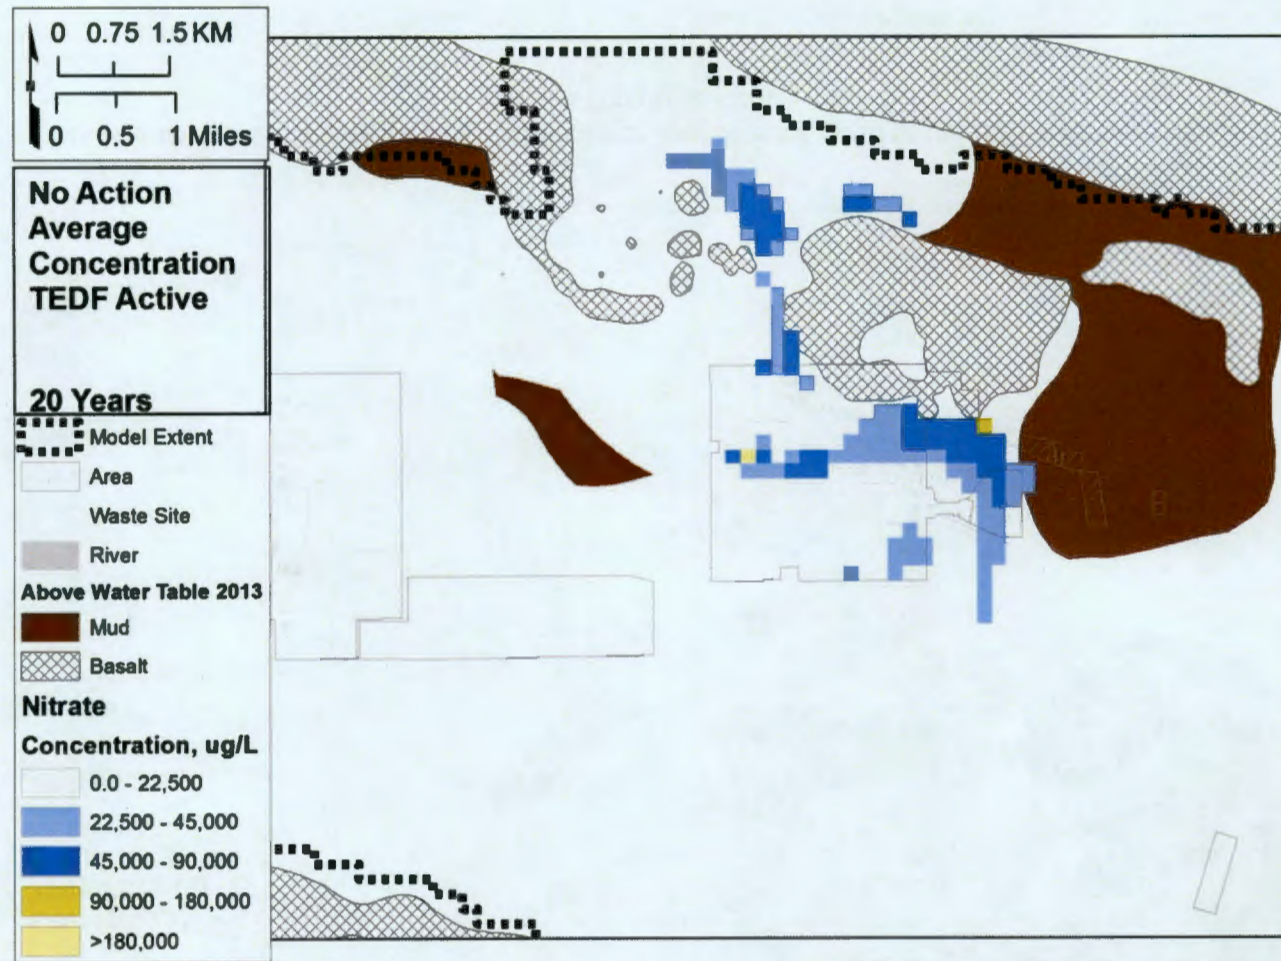 0 0.75 1.5 KM
0 0.5 1 Miles
No Action
Average
Concentration
TEDF Active
20 Years
Model Extent
Area
Waste Site
River
Above Water Table 2013
Mud
Basalt
Nitrate
Concentration, ug/L
0.0 - 22,500
22,500 - 45,000
45,000 - 90,000
90,000 - 180,000
>180,000